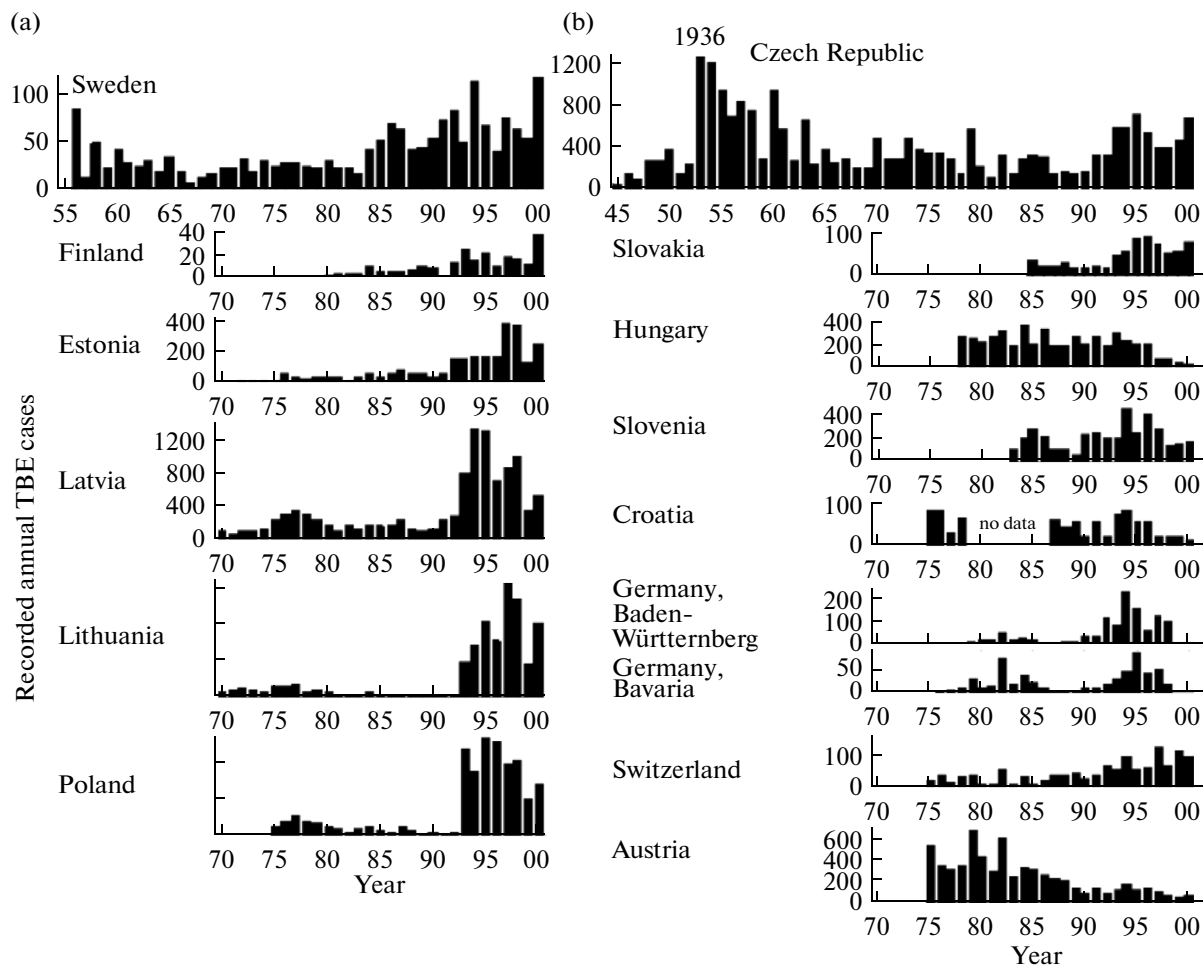 (a)
Recorded annual TBE cases
Sweden
100
50
0
55 60 65 70 75 80 85 90 95 00
Finland
40
20
0
70 75 80 85 90 95 00
Estonia
400
200
0
70 75 80 85 90 95 00
Latvia
1200
800
400
0
70 75 80 85 90 95 00
Lithuania
70 75 80 85 90 95 00
Poland
70 75 80 85 90 95 00
Year
(b)
1936
Czech Republic
1200
800
400
0
45 50 53 60 65 70 75 80 85 90 95 00
Slovakia
100
0
70 75 80 85 90 95 00
Hungary
400
200
0
70 75 80 85 90 95 00
Slovenia
400
200
0
70 75 80 85 90 95 00
Croatia
100
0
no data
70 75 80 85 90 95 00
Germany,
Baden-
Württernberg
200
100
0
Germany,
Bavaria
50
0
70 75 80 85 90 95 00
Switzerland
100
0
70 75 80 85 90 95 00
Austria
600
400
200
0
70 75 80 85 90 95 00
Year